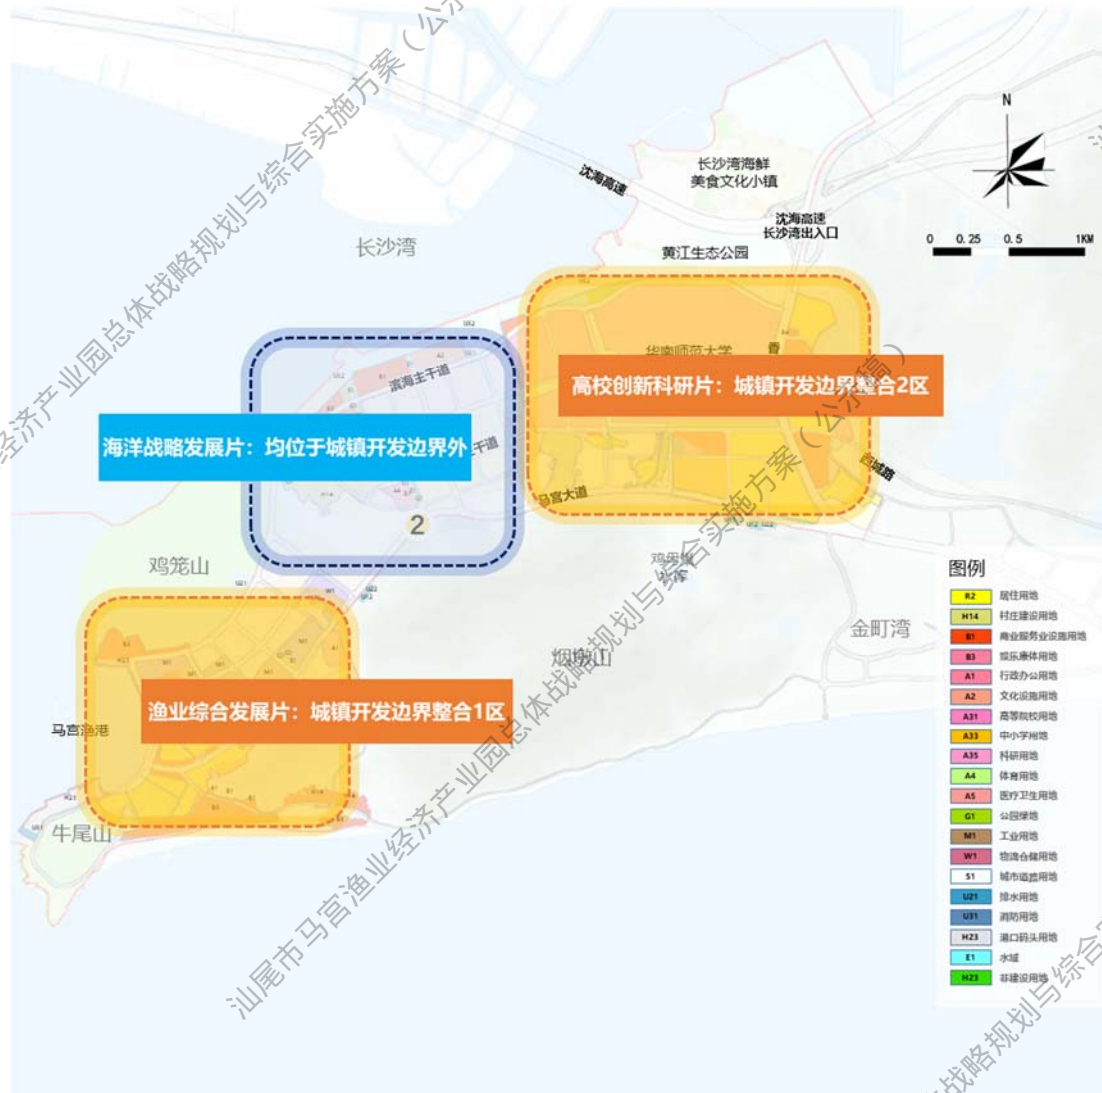 汕尾市马宫渔业经济产业园总体战略规划与综合实施方案（公示稿）
N
长沙湾海鲜
美食文化小镇
沈海高速
沈海高速
长沙湾出入口
0 0.25 0.5 1KM
长沙湾
黄江生态公园
华南师范大学
滨海主干道
高校创新科研片：城镇开发边界整合2区
海洋战略发展片：均位于城镇开发边界外
主干道
马宫大道
2
鸡笼山
金町湾
烟墩山
渔业综合发展片：城镇开发边界整合1区
马宫渔港
牛尾山
图例
R2 居住用地
H14 村庄建设用地
B1 商业服务业设施用地
B3 娱乐康体用地
A1 行政办公用地
A2 文化设施用地
A31 高等院校用地
A33 中小学用地
A35 科研用地
A4 体育用地
A5 医疗卫生用地
G1 公园绿地
M1 工业用地
W1 物流仓储用地
S1 城市道路用地
U21 排水用地
U31 消防用地
H23 港口码头用地
E1 水域
H23 非建设用地